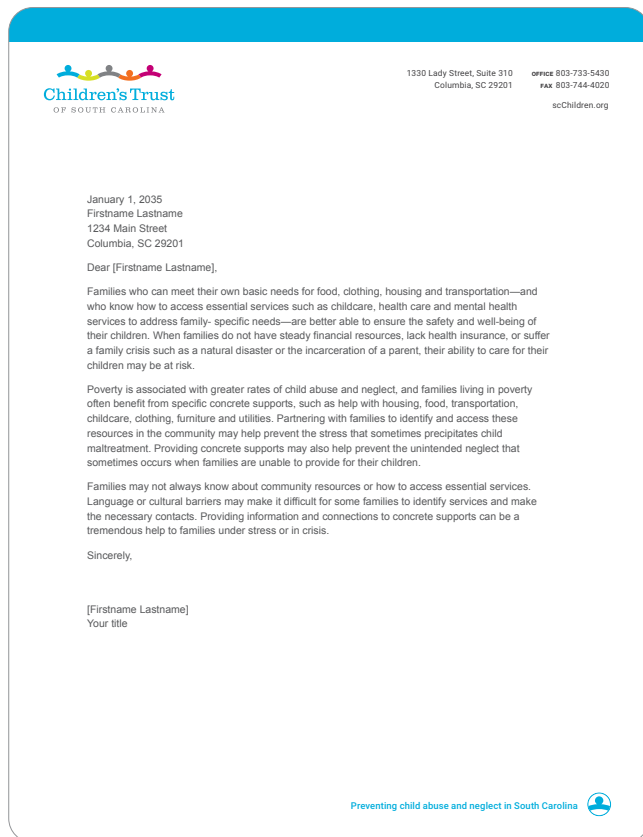 Children's Trust
OF SOUTH CAROLINA
1330 Lady Street, Suite 310
Columbia, SC 29201
OFFICE 803-733-5430
FAX 803-744-4020
scChildren.org
January 1, 2035
Firstname Lastname
1234 Main Street
Columbia, SC 29201
Dear [Firstname Lastname],
Families who can meet their own basic needs for food, clothing, housing and transportation—and
who know how to access essential services such as childcare, health care and mental health
services to address family- specific needs—are better able to ensure the safety and well-being of
their children. When families do not have steady financial resources, lack health insurance, or suffer
a family crisis such as a natural disaster or the incarceration of a parent, their ability to care for their
children may be at risk.
Poverty is associated with greater rates of child abuse and neglect, and families living in poverty
often benefit from specific concrete supports, such as help with housing, food, transportation,
childcare, clothing, furniture and utilities. Partnering with families to identify and access these
resources in the community may help prevent the stress that sometimes precipitates child
maltreatment. Providing concrete supports may also help prevent the unintended neglect that
sometimes occurs when families are unable to provide for their children.
Families may not always know about community resources or how to access essential services.
Language or cultural barriers may make it difficult for some families to identify services and make
the necessary contacts. Providing information and connections to concrete supports can be a
tremendous help to families under stress or in crisis.
Sincerely,
[Firstname Lastname]
Your title
Preventing child abuse and neglect in South Carolina